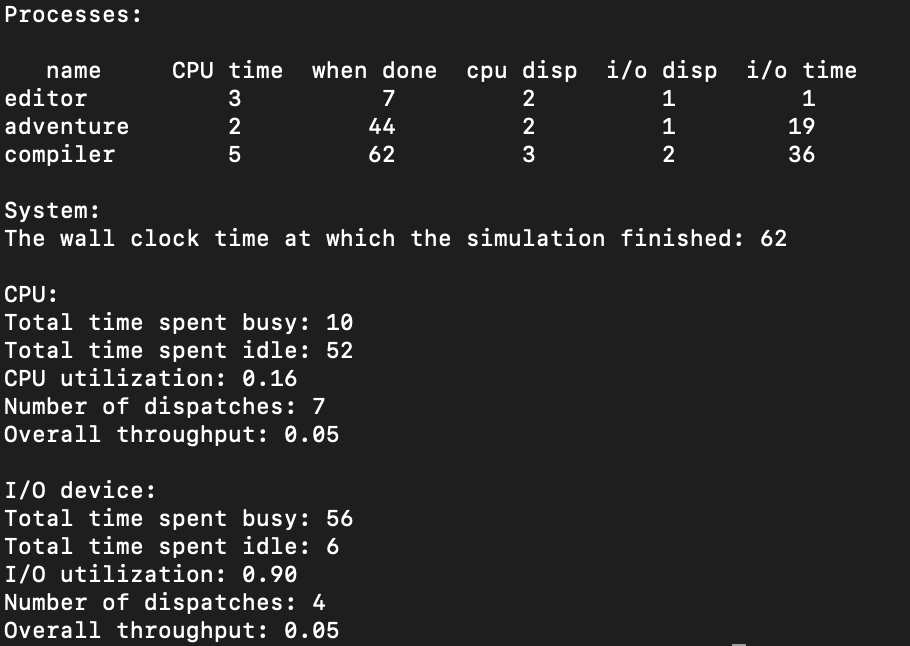 Processes:

   name     CPU time  when done  cpu disp  i/o disp  i/o time
editor          3          7         2         1         1
adventure       2         44         2         1        19
compiler        5         62         3         2        36

System:
The wall clock time at which the simulation finished: 62

CPU:
Total time spent busy: 10
Total time spent idle: 52
CPU utilization: 0.16
Number of dispatches: 7
Overall throughput: 0.05

I/O device:
Total time spent busy: 56
Total time spent idle: 6
I/O utilization: 0.90
Number of dispatches: 4
Overall throughput: 0.05